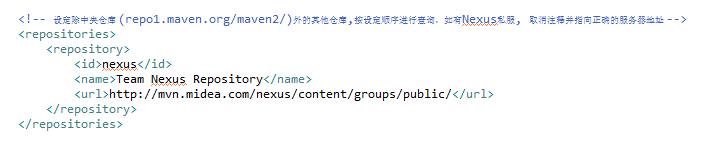 <!-- 设定除中央仓库(repo1.maven.org/maven2/)外的其他仓库,按设定顺序进行查询. 如有Nexus私服, 取消注释并指向正确的服务器地址 -->
<repositories>
<repository>
<id>nexus</id>
<name>Team Nexus Repository</name>
<url>http://mvn.midea.com/nexus/content/groups/public/</url>
</repository>
</repositories>